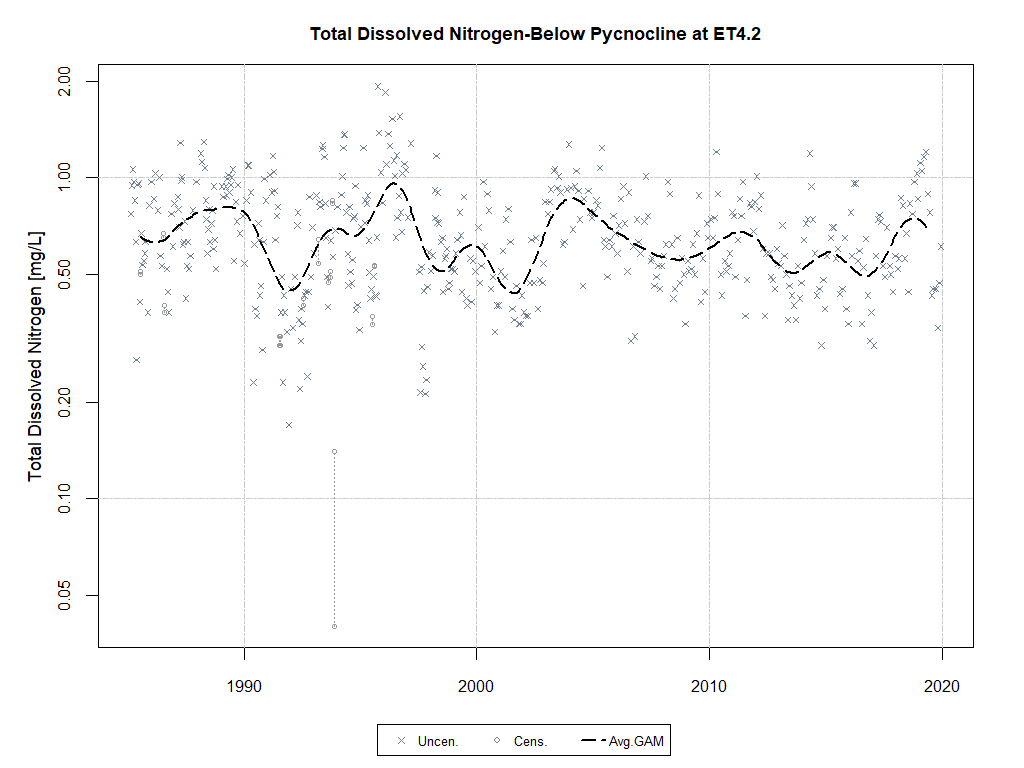 Total Dissolved Nitrogen-Below Pycnocline at ET4.2
Total Dissolved Nitrogen [mg/L]
2.00
1.00
0.50
0.20
0.10
0.05
1990 2000 2010 2020
Uncen. Cens. Avg.GAM